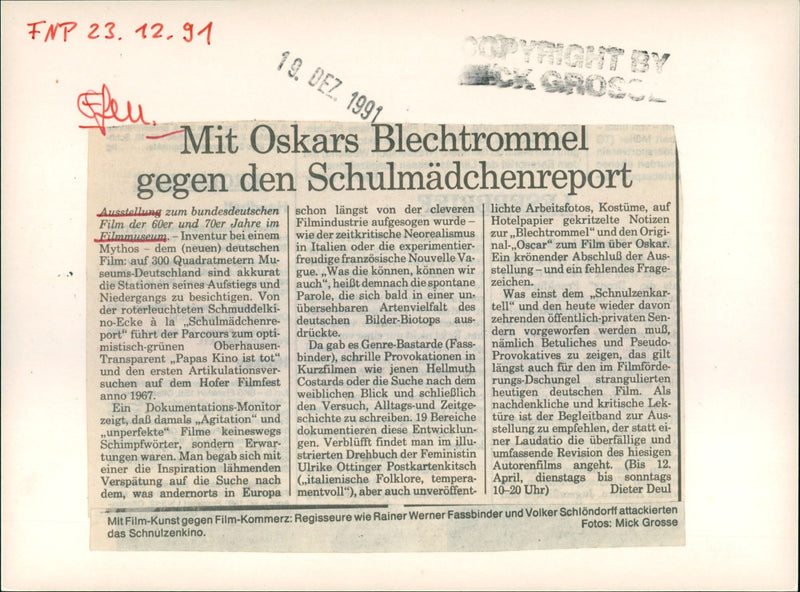 FNP 23.12.91
19. DEZ. 1991
COPYRIGHT BY
MICK GROSSE
Mit Oskars Blechtrommel
gegen den Schulmädchenreport
Ausstellung zum bundesdeutschen
Film der 60er und 70er Jahre im
Filmmuseum. – Inventur bei einem
Mythos – dem (neuen) deutschen
Film: auf 300 Quadratmetern Mu-
seums-Deutschland sind akkurat
die Stationen seines Aufstiegs und
Niedergangs zu besichtigen. Von
der roterleuchteten Schmuddelki-
no-Ecke à la „Schulmädchenre-
port“ führt der Parcours zum opti-
mistisch-grünen Oberhausen-
Transparent „Papas Kino ist tot“
und den ersten Artikulationsver-
suchen auf dem Hofer Filmfest
anno 1967.
Ein Dokumentations-Monitor
zeigt, daß damals „Agitation“ und
„unperfekte“ Filme keineswegs
Schimpfwörter, sondern Erwar-
tungen waren. Man begab sich mit
einer die Inspiration lähmenden
Verspätung auf die Suche nach
dem, was andernorts in Europa
schon längst von der cleveren
Filmindustrie aufgesogen wurde –
wie der zeitkritische Neorealismus
in Italien oder die experimentier-
freudige französische Nouvelle Va-
gue. „Was die können, können wir
auch“, heißt demnach die spontane
Parole, die sich bald in einer un-
übersehbaren Artenvielfalt des
deutschen Bilder-Biotops aus-
drückte.
Da gab es Genre-Bastarde (Fass-
binder), schrille Provokationen in
Kurzfilmen wie jenen Hellmuth
Costards oder die Suche nach dem
weiblichen Blick und schließlich
den Versuch, Alltags-und Zeitge-
schichte zu schreiben. 19 Bereiche
dokumentieren diese Entwicklun-
gen. Verblüfft findet man im illu-
strierten Drehbuch der Feministin
Ulrike Ottinger Postkartenkitsch
(„italienische Folklore, tempera-
mentvoll“), aber auch unveröffent-
lichte Arbeitsfotos, Kostüme, auf
Hotelpapier gekritzelte Notizen
zur „Blechtrommel“ und den Origi-
nal-„Oscar“ zum Film über Oskar.
Ein krönender Abschluß der Aus-
stellung – und ein fehlendes Frage-
zeichen.
Was einst dem „Schnulzenkar-
tell“ und den heute wieder davon
zehrenden öffentlich-privaten Sen-
dern vorgeworfen werden muß,
nämlich Betuliches und Pseudo-
Provokatives zu zeigen, das gilt
längst auch für den im Filmförde-
rungs-Dschungel strangulierten
heutigen deutschen Film. Als
nachdenkliche und kritische Lek-
türe ist der Begleitband zur Aus-
stellung zu empfehlen, der statt ei-
ner Laudatio die überfällige und
umfassende Revision des hiesigen
Autorenfilms angeht. (Bis 12.
April, dienstags bis sonntags
10–20 Uhr) Dieter Deul
Mit Film-Kunst gegen Film-Kommerz: Regisseure wie Rainer Werner Fassbinder und Volker Schlöndorff attackierten
das Schnulzenkino. Fotos: Mick Grosse